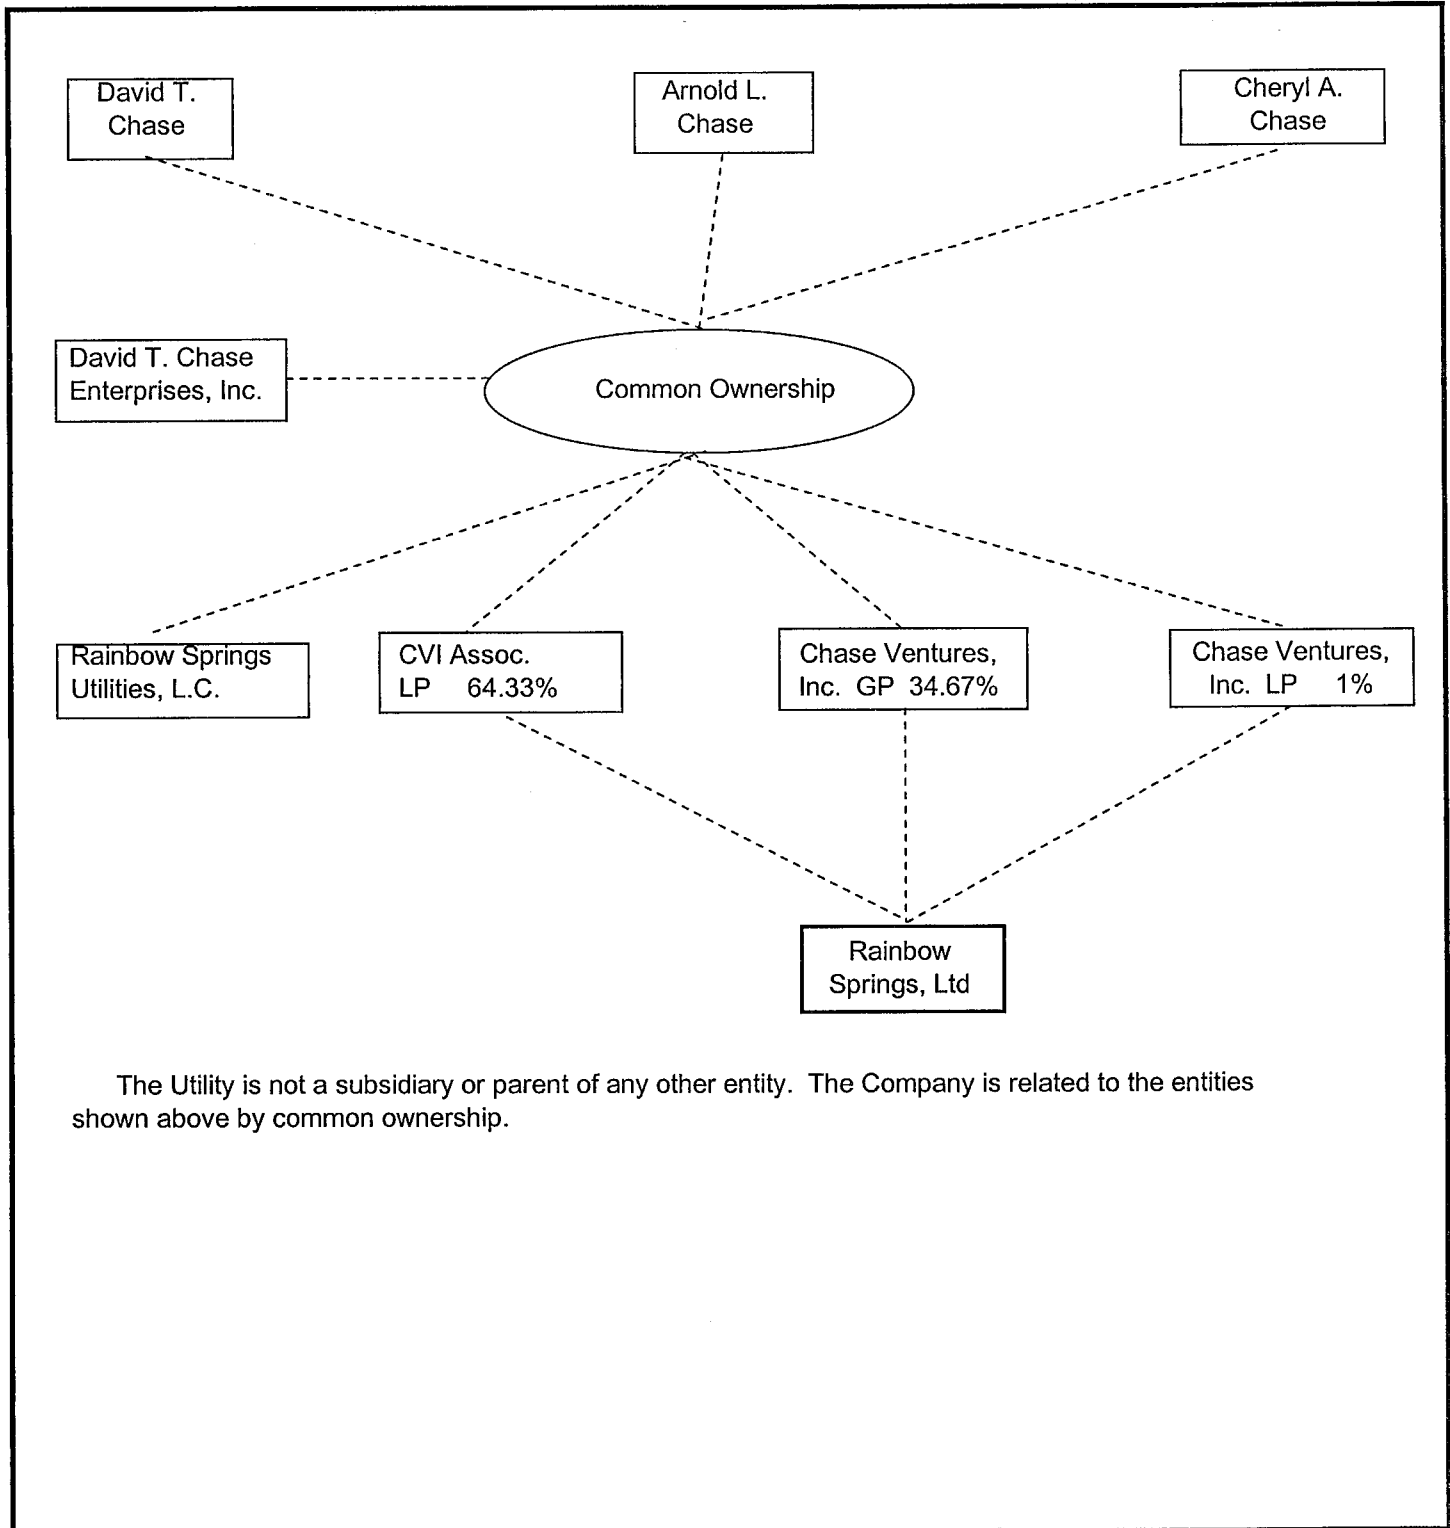 David T.
Chase
Arnold L.
Chase
Cheryl A.
Chase
David T. Chase
Enterprises, Inc.
Common Ownership
Rainbow Springs
Utilities, L.C.
CVI Assoc.
LP 64.33%
Chase Ventures,
Inc. GP 34.67%
Chase Ventures,
Inc. LP 1%
Rainbow
Springs, Ltd
The Utility is not a subsidiary or parent of any other entity. The Company is related to the entities
shown above by common ownership.